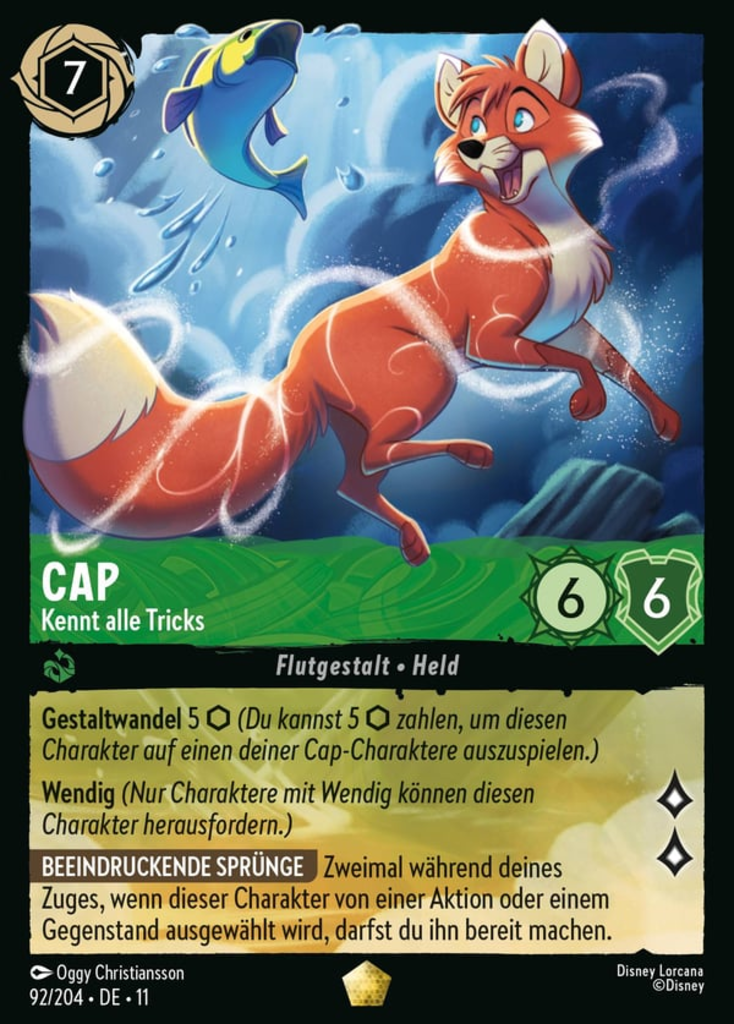 7
CAP
Kennt alle Tricks
6 6
Flutgestalt • Held
Gestaltwandel 5 ⬡ (Du kannst 5 ⬡ zahlen, um diesen
Charakter auf einen deiner Cap-Charaktere auszuspielen.)
Wendig (Nur Charaktere mit Wendig können diesen
Charakter herausfordern.)
BEEINDRUCKENDE SPRÜNGE Zweimal während deines
Zuges, wenn dieser Charakter von einer Aktion oder einem
Gegenstand ausgewählt wird, darfst du ihn bereit machen.
Oggy Christiansson
92/204 • DE • 11
Disney Lorcana
©Disney